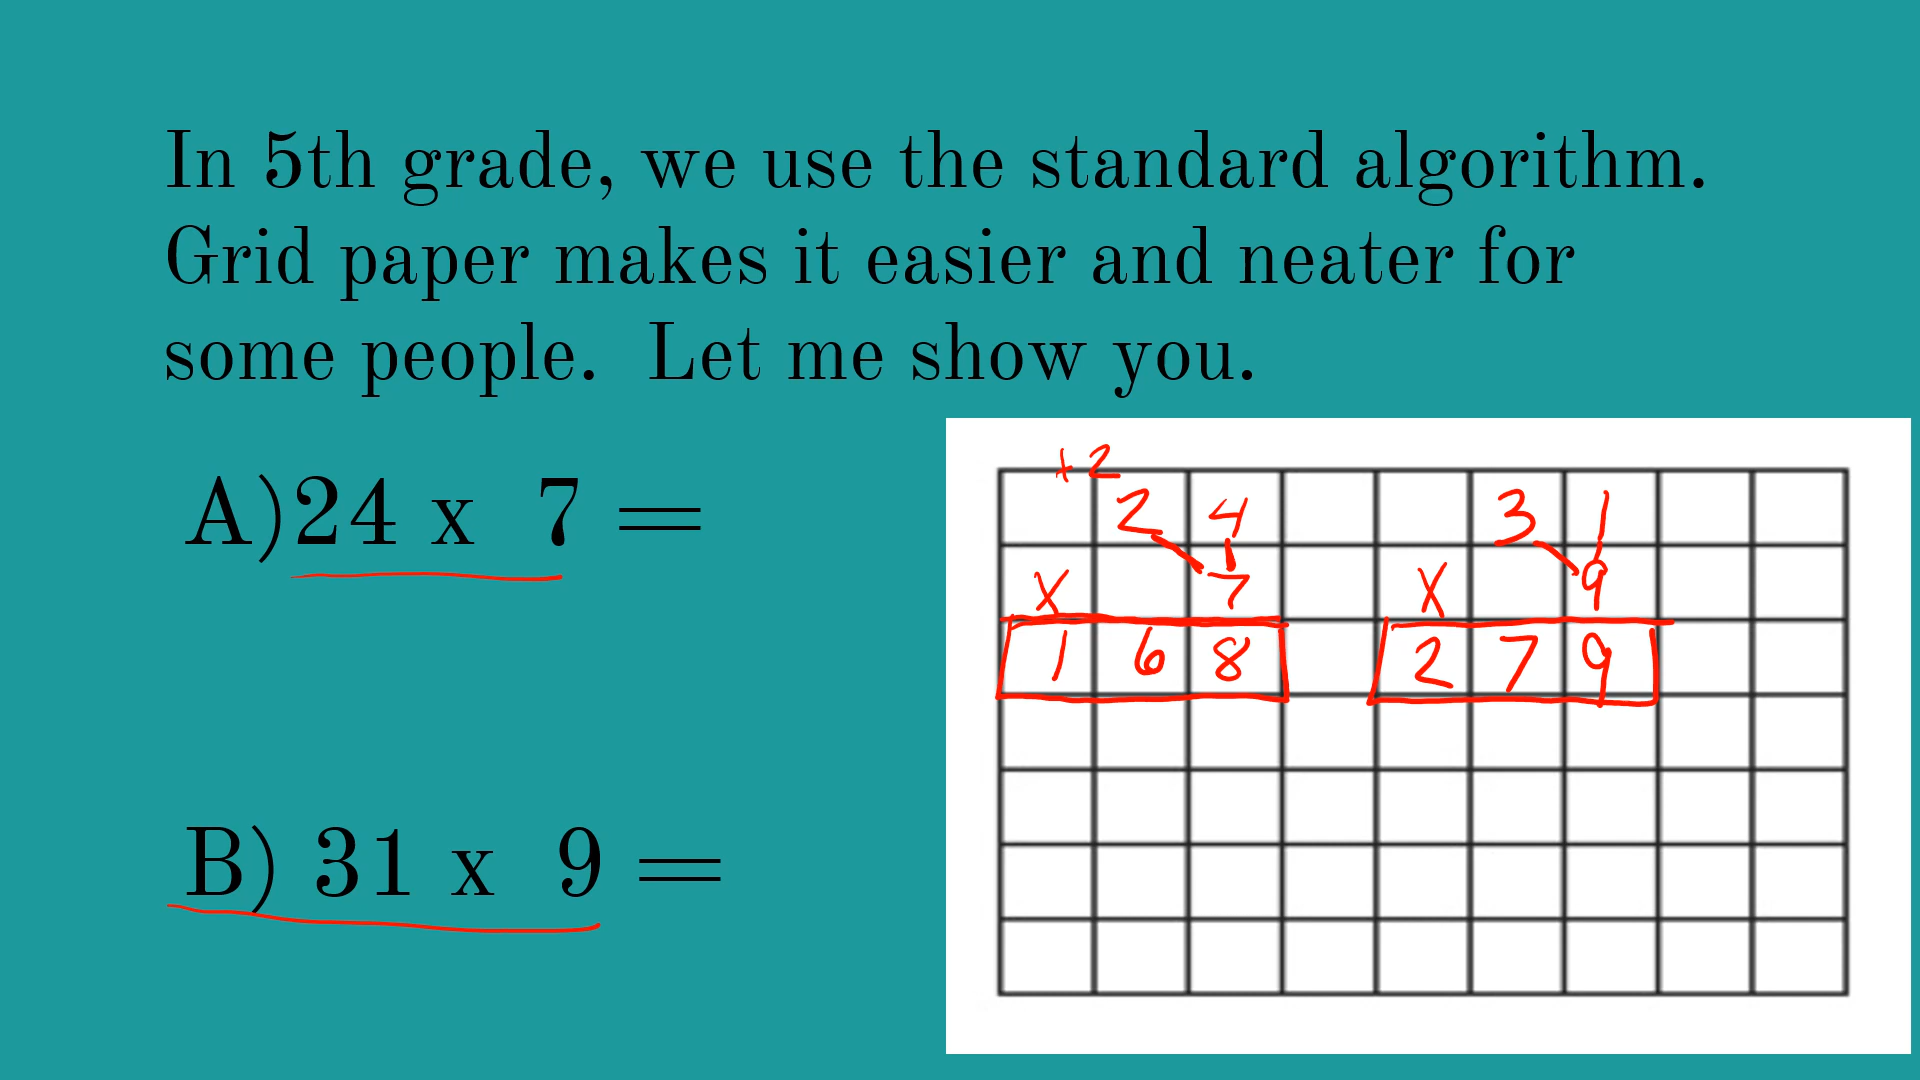 In 5th grade, we use the standard algorithm.
Grid paper makes it easier and neater for
some people. Let me show you.
A)24 x 7 =
B) 31 x 9 =
+2
2 4
x 7
1 6 8
3 1
x 9
2 7 9